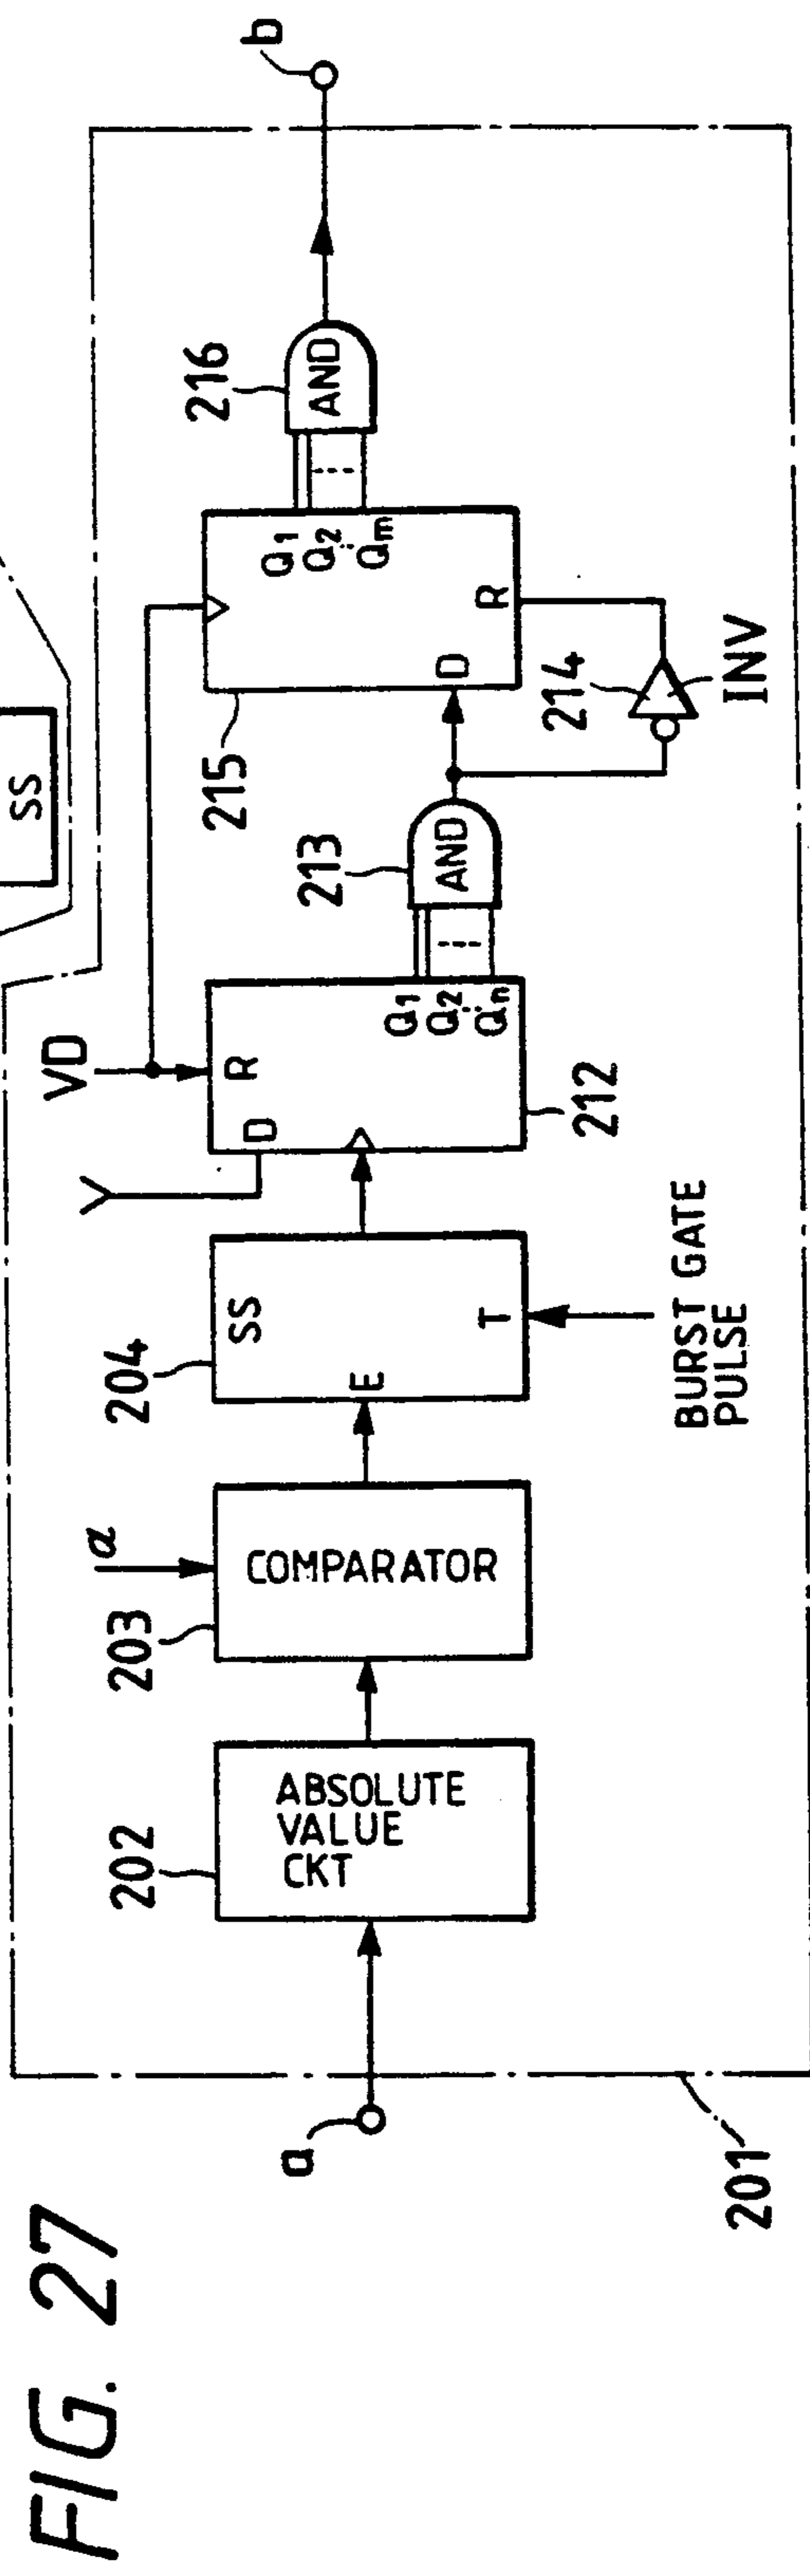 FIG. 27
SS
201
a
202
ABSOLUTE
VALUE
CKT
203
α
COMPARATOR
204
SS
E
T
BURST GATE
PULSE
VD
D
R
Q1
Q2
Qn
212
213
AND
214
INV
215
D
R
Q1
Q2
Qm
216
AND
b